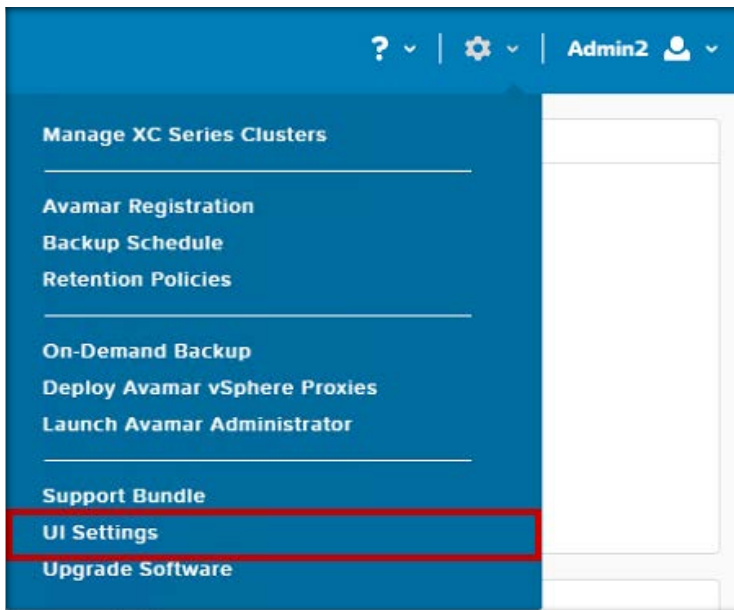 ? Admin2
Manage XC Series Clusters
Avamar Registration
Backup Schedule
Retention Policies
On-Demand Backup
Deploy Avamar vSphere Proxies
Launch Avamar Administrator
Support Bundle
UI Settings
Upgrade Software